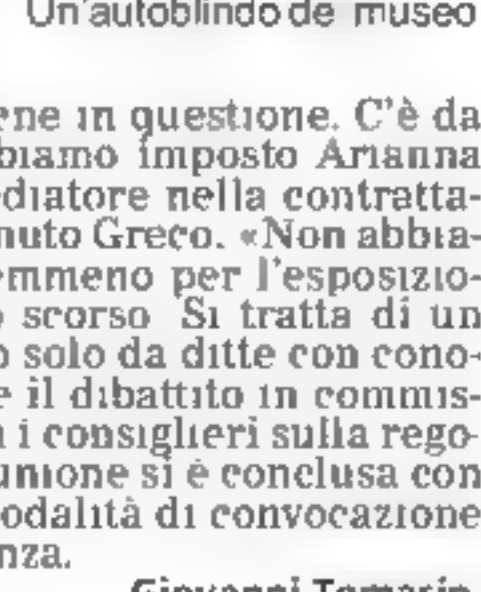 Un'autoblindo de museo
ene in questione. C'è da
biamo imposto Arianna
diatore nella contratta-
nuto Greco. «Non abbia-
emmeno per l'esposizio-
o scorso Si tratta di un
o solo da ditte con cono-
e il dibattito in commis-
i i consiglieri sulla rego-
unione si è conclusa con
odalità di convocazione
nza.
Giovanni Tomasin